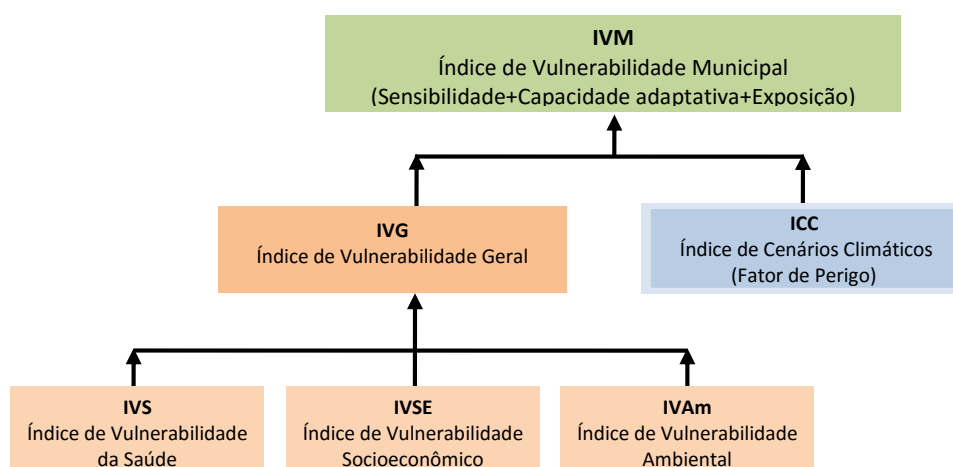 IVM
Índice de Vulnerabilidade Municipal
(Sensibilidade+Capacidade adaptativa+Exposição)
IVG
Índice de Vulnerabilidade Geral
ICC
Índice de Cenários Climáticos
(Fator de Perigo)
IVS
Índice de Vulnerabilidade
da Saúde
IVSE
Índice de Vulnerabilidade
Socioeconômico
IVAm
Índice de Vulnerabilidade
Ambiental